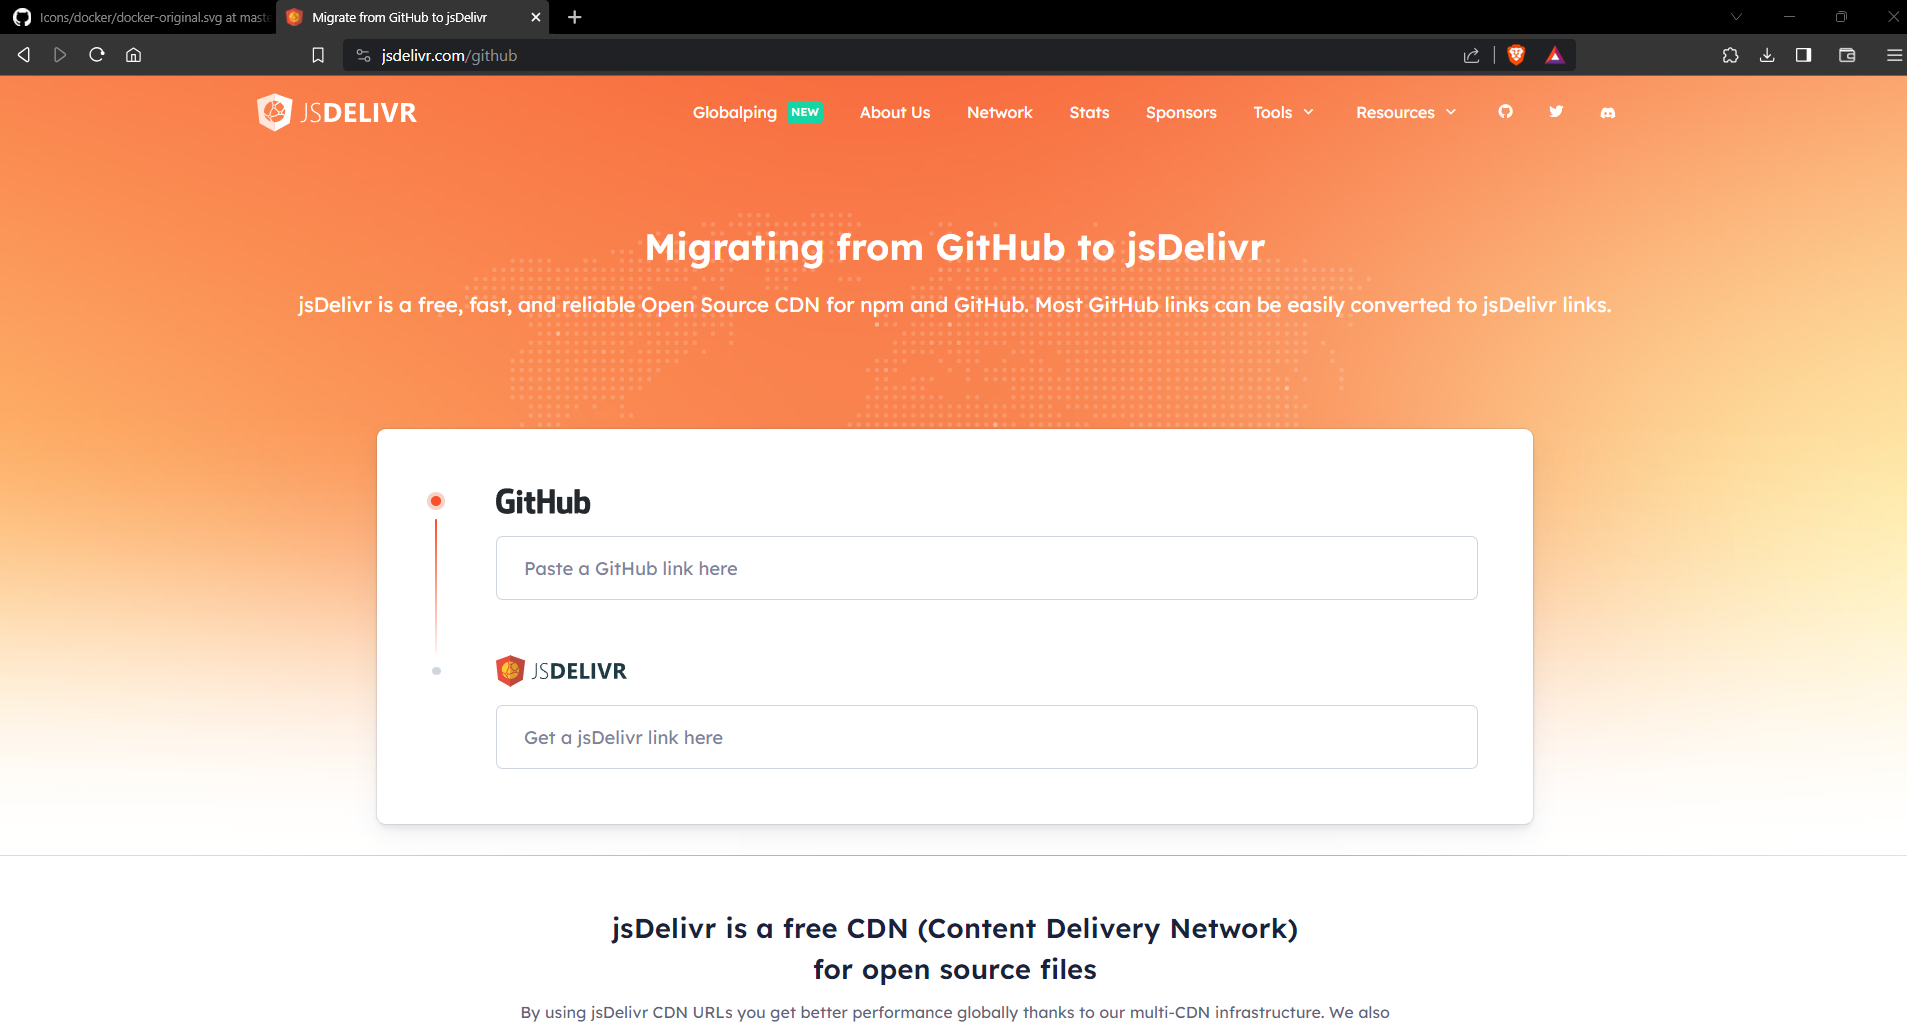 Icons/docker/docker-original.svg at maste
Migrate from GitHub to jsDelivr
jsdelivr.com/github
JSDELIVR
Globalping NEW About Us Network Stats Sponsors Tools Resources
Migrating from GitHub to jsDelivr
jsDelivr is a free, fast, and reliable Open Source CDN for npm and GitHub. Most GitHub links can be easily converted to jsDelivr links.
GitHub
Paste a GitHub link here
JSDELIVR
Get a jsDelivr link here
jsDelivr is a free CDN (Content Delivery Network)
for open source files
By using jsDelivr CDN URLs you get better performance globally thanks to our multi-CDN infrastructure. We also